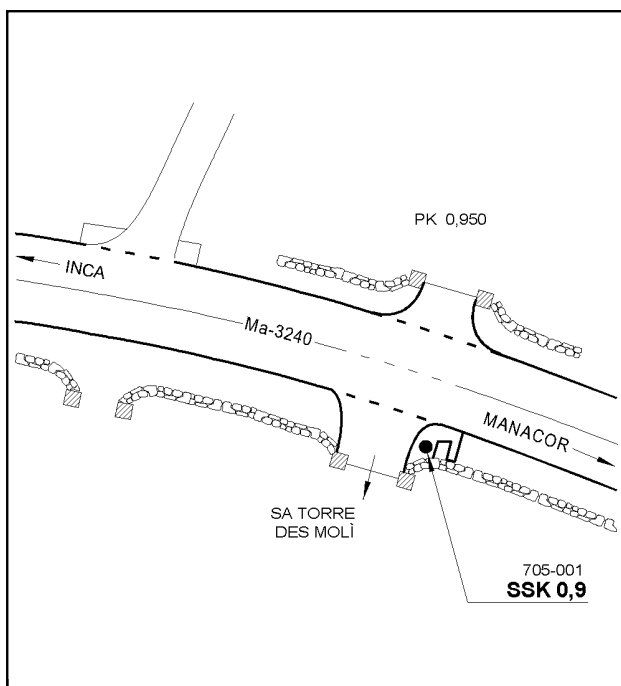 PK 0,950
INCA
Ma-3240
MANACOR
SA TORRE
DES MOLÌ
705-001
SSK 0,9